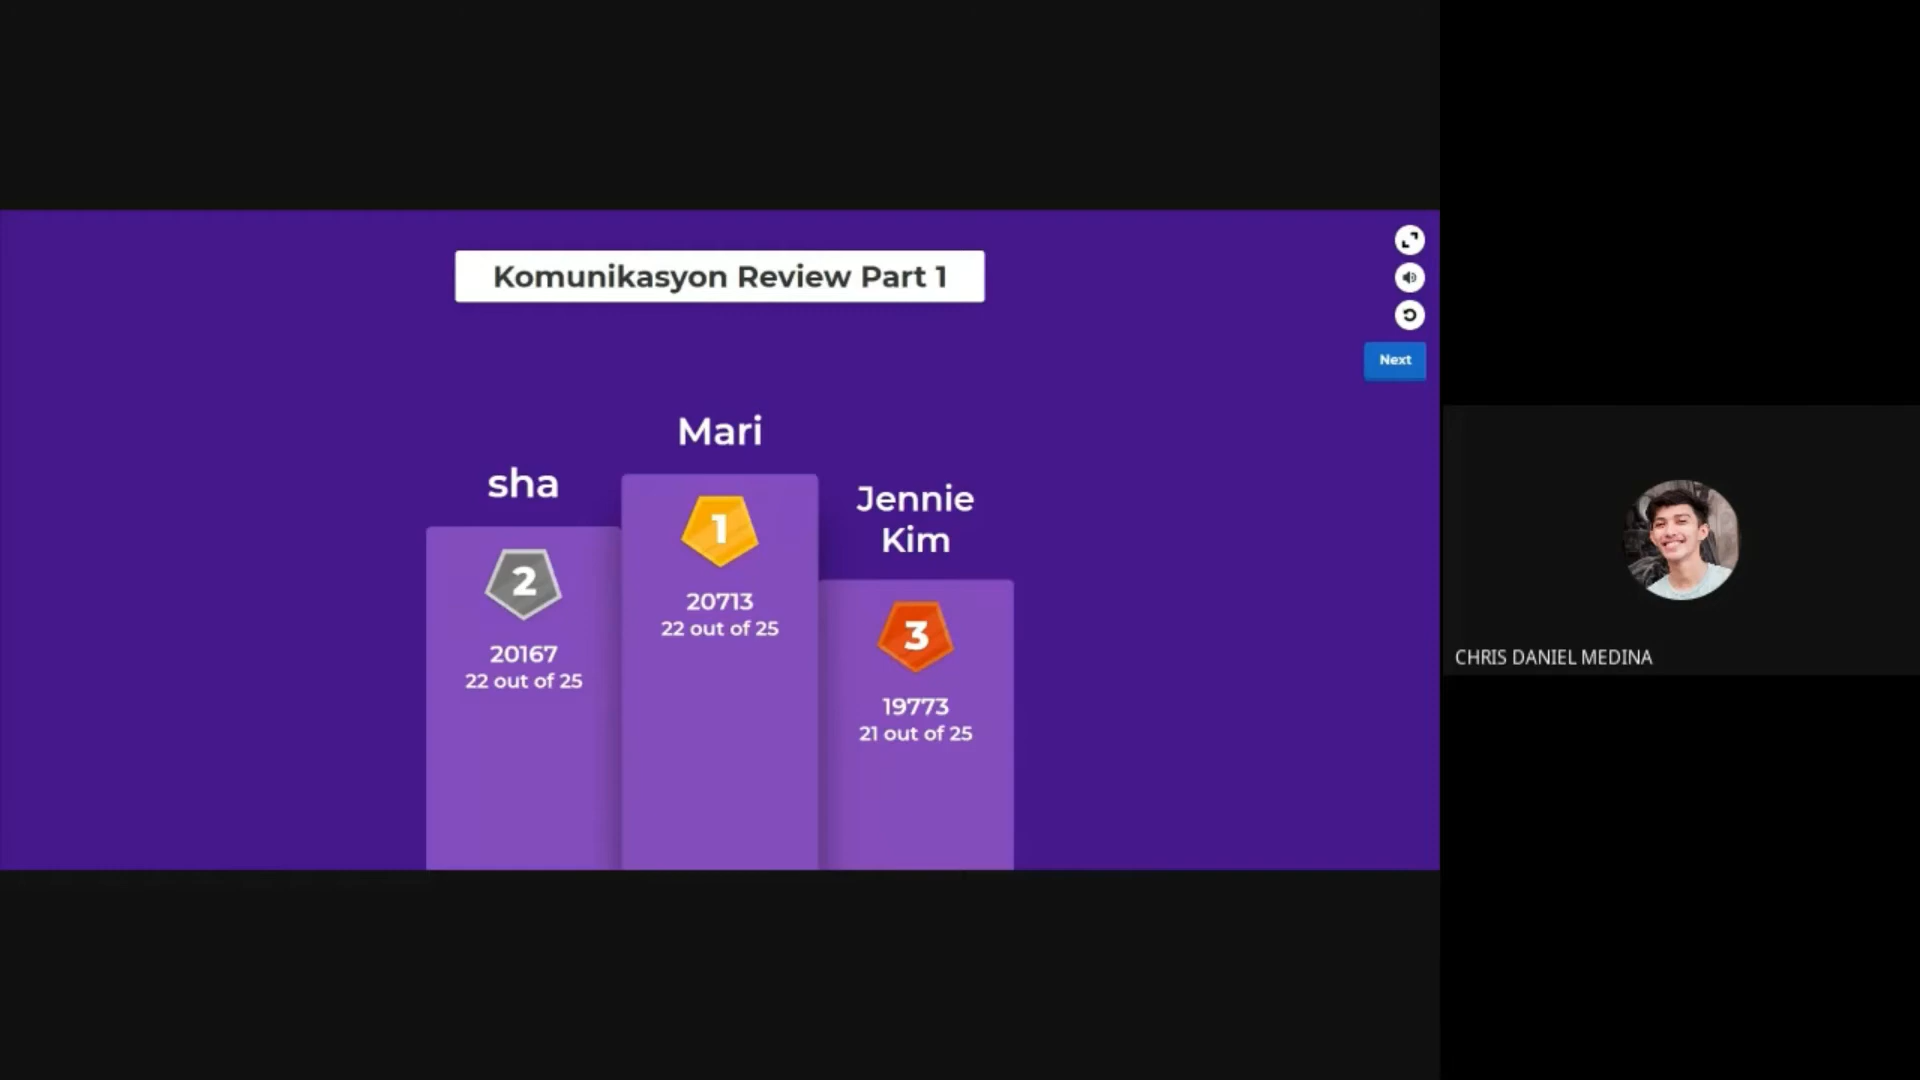 Komunikasyon Review Part 1
Next
Mari
1
20713
22 out of 25
sha
2
20167
22 out of 25
Jennie
Kim
3
19773
21 out of 25
CHRIS DANIEL MEDINA